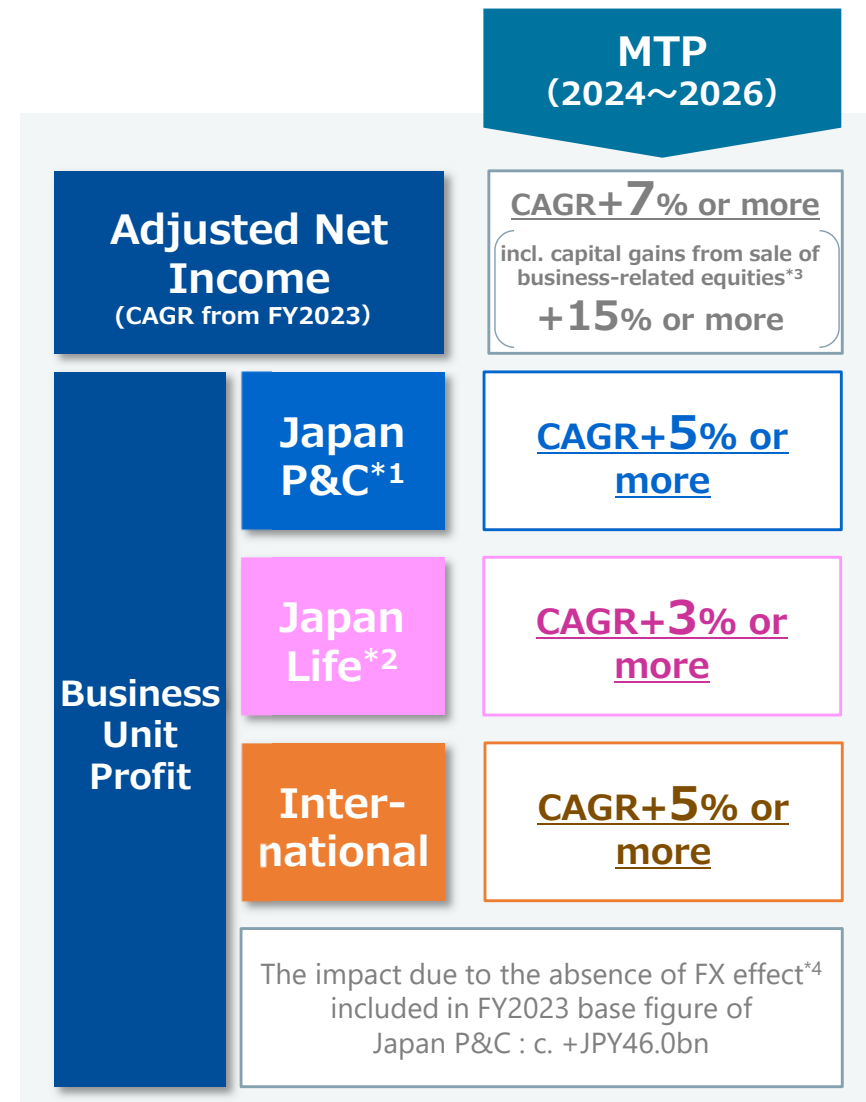 MTP
(2024～2026)
Adjusted Net
Income
(CAGR from FY2023)
CAGR+7% or more
incl. capital gains from sale of
business-related equities*3
+15% or more
Business
Unit
Profit
Japan
P&C*1
CAGR+5% or
more
Japan
Life*2
CAGR+3% or
more
Inter-
national
CAGR+5% or
more
The impact due to the absence of FX effect*4
included in FY2023 base figure of
Japan P&C : c. +JPY46.0bn